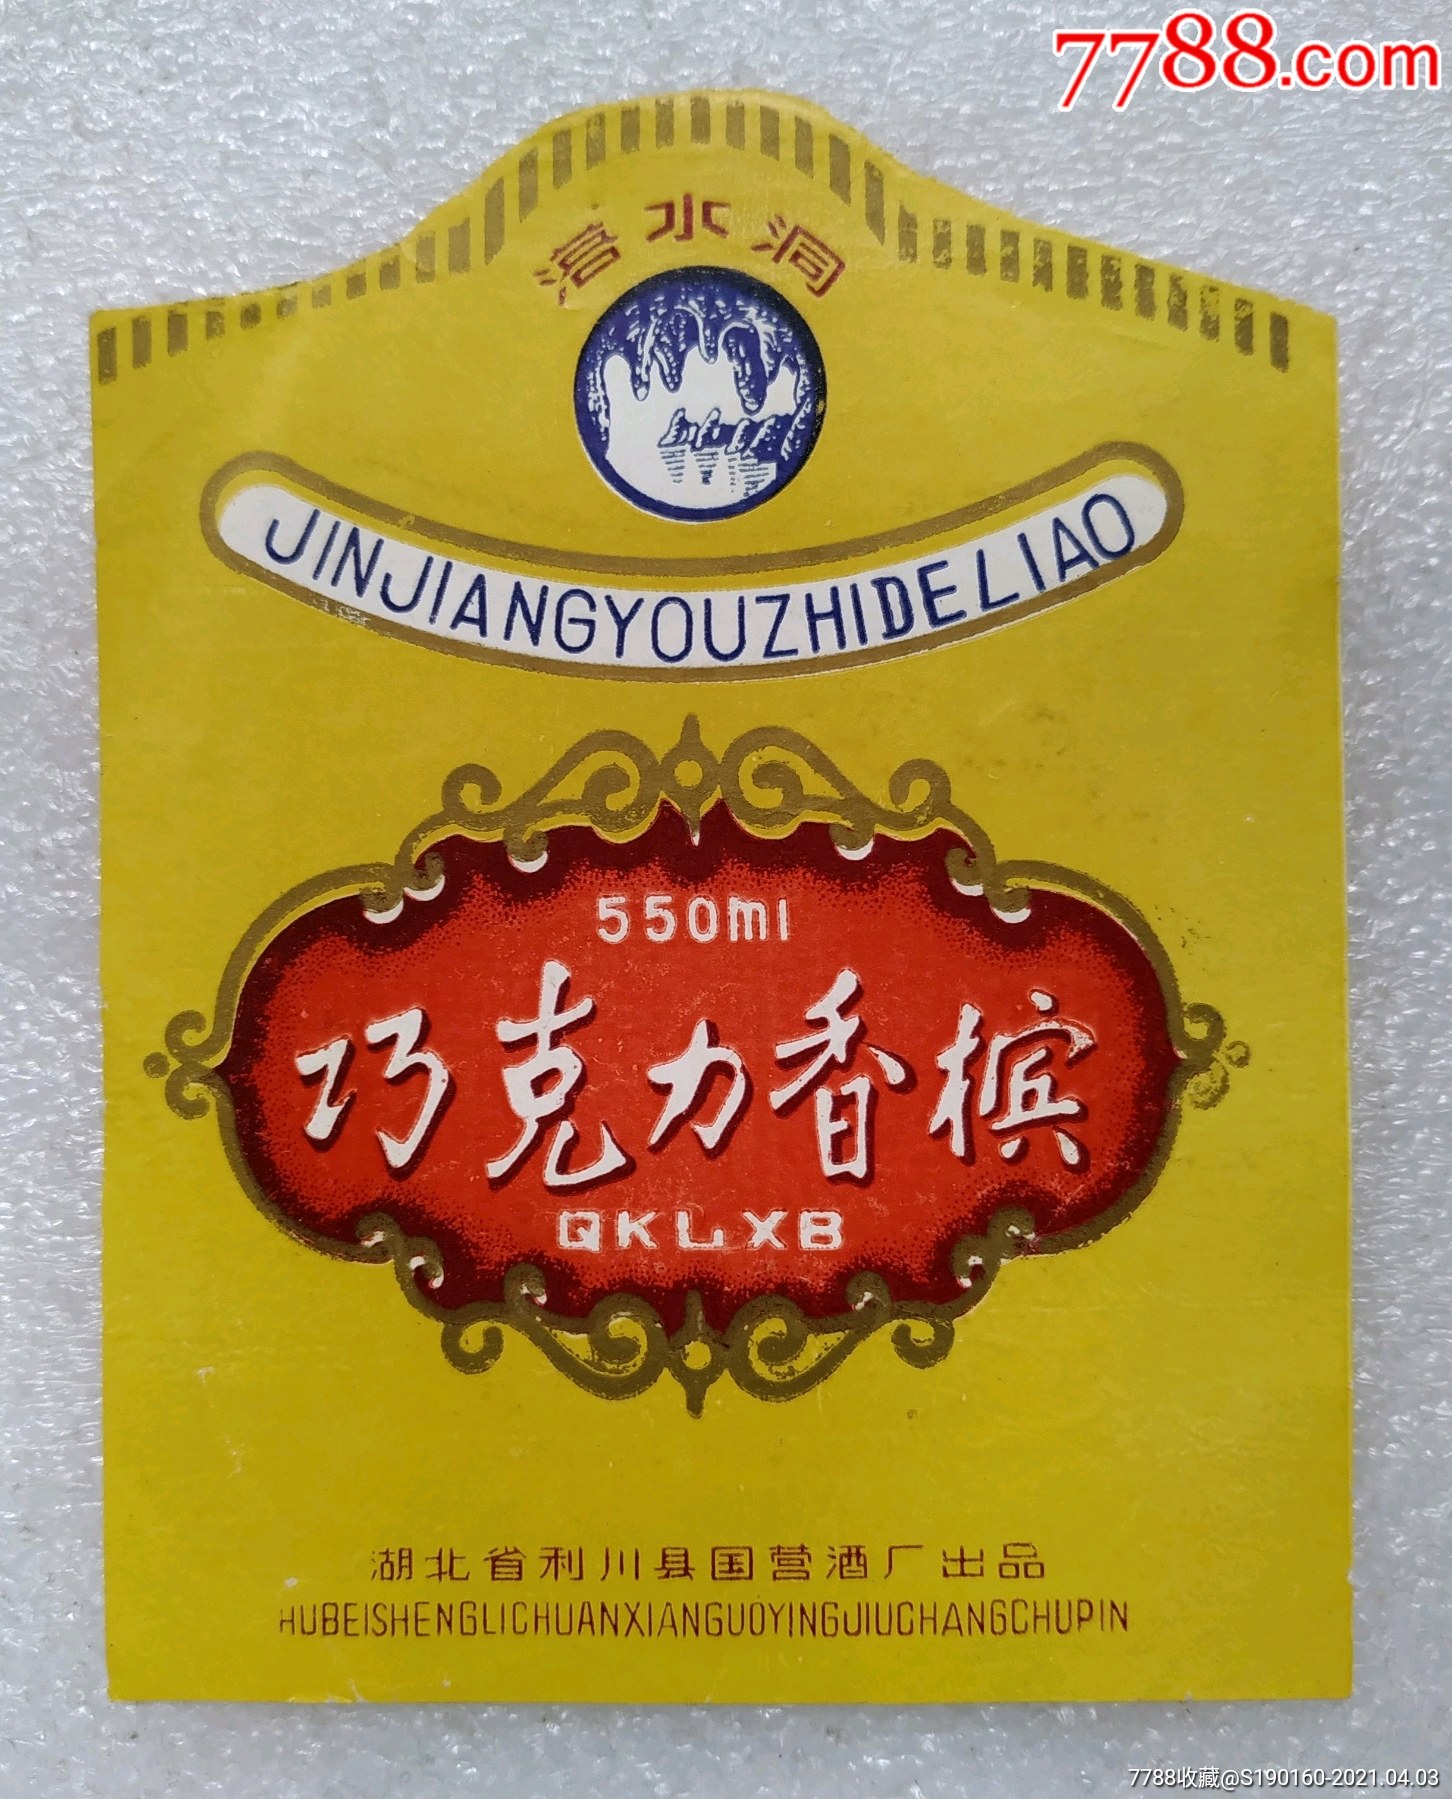 7788.com
水洞
JINJIANGYOUZHIDELIAO
550ml
巧克力香槟
QKLXB
湖北省利川县国营酒厂出品
HUBEISHENGLICHUANXIANGUOYINGJIUCHANGCHUPIN
7788收藏@S190160-2021.04.03